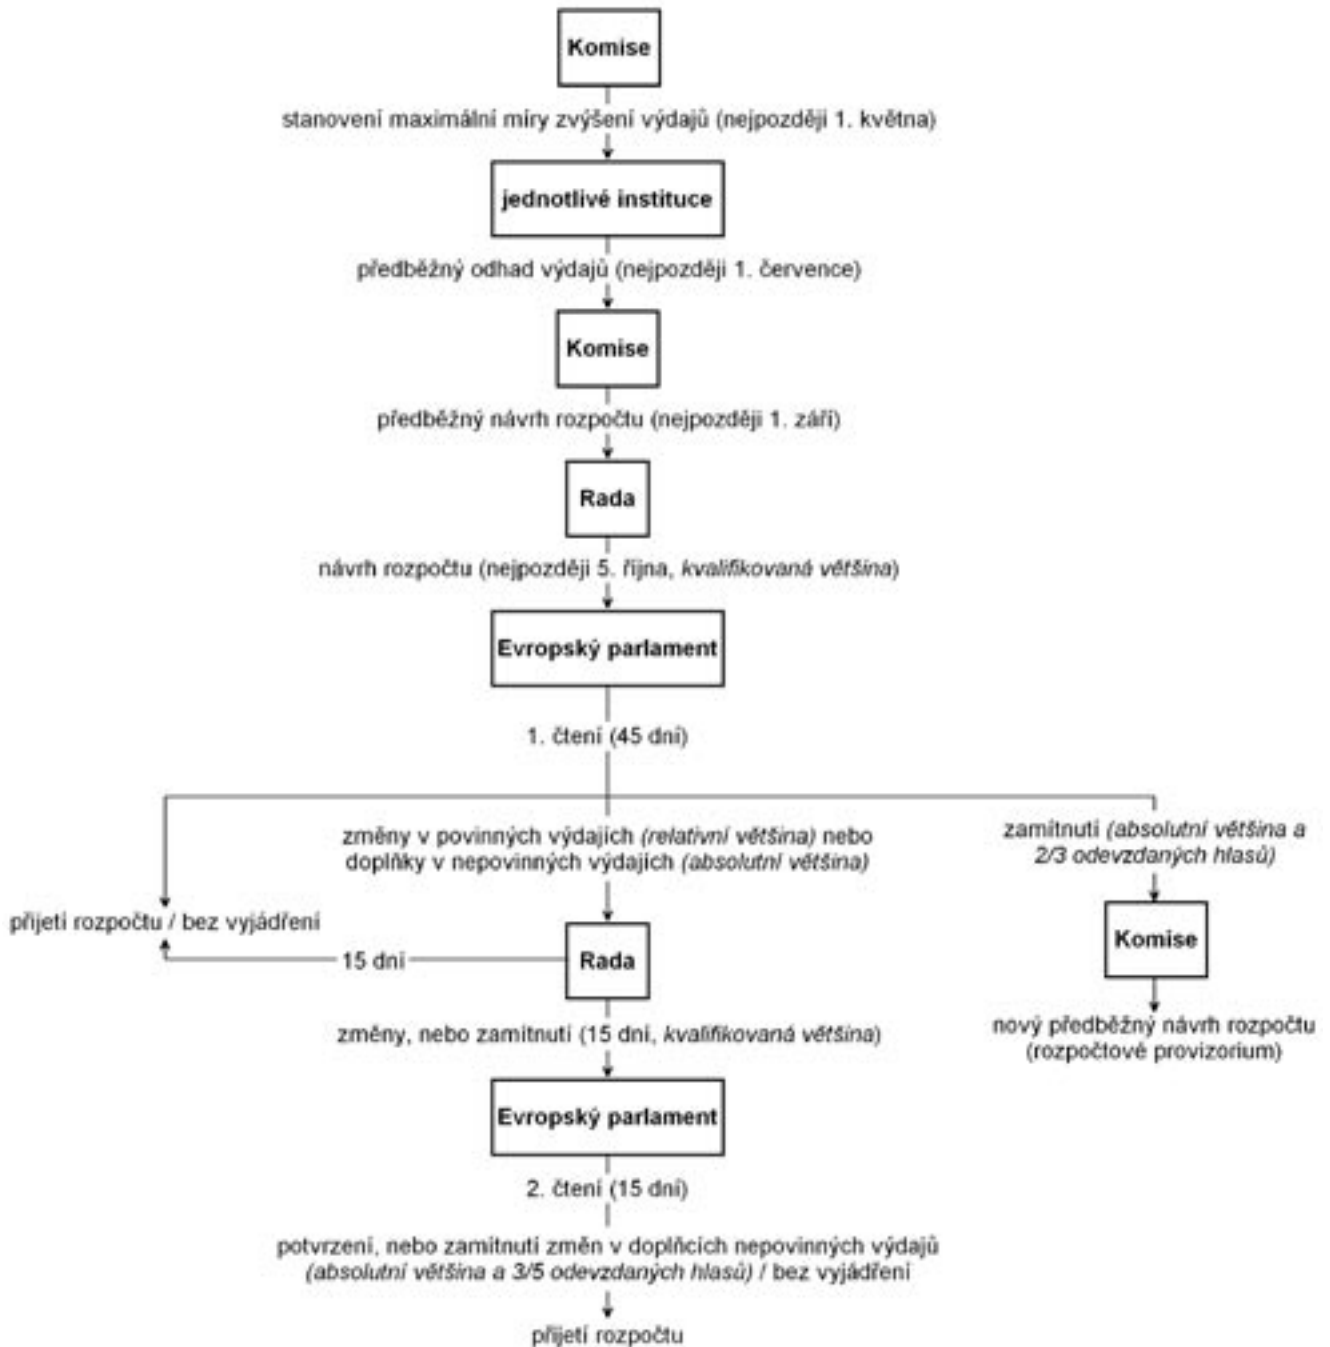 Komise
stanovení maximální míry zvýšení výdajů (nejpozději 1. května)
jednotlivé instituce
předběžný odhad výdajů (nejpozději 1. července)
Komise
předběžný návrh rozpočtu (nejpozději 1. září)
Rada
návrh rozpočtu (nejpozději 5. října, kvalifikovaná většina)
Evropský parlament
1. čtení (45 dní)
změny v povinných výdajích (relativní většina) nebo
doplňky v nepovinných výdajích (absolutní většina)
zamítnutí (absolutní většina a
2/3 odevzdaných hlasů)
přijetí rozpočtu / bez vyjádření
15 dní
Rada
Komise
změny, nebo zamítnutí (15 dní, kvalifikovaná většina)
nový předběžný návrh rozpočtu
(rozpočtové provizorium)
Evropský parlament
2. čtení (15 dní)
potvrzení, nebo zamítnutí změn v doplňcích nepovinných výdajů
(absolutní většina a 3/5 odevzdaných hlasů) / bez vyjádření
přijetí rozpočtu